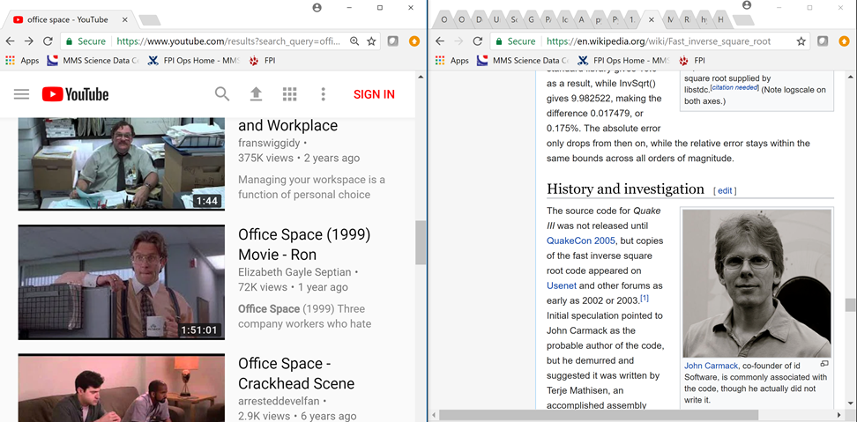 office space - YouTube
Secure https://www.youtube.com/results?search_query=offi...
Apps MMS Science Data C FPI Ops Home - MMS FPI
YouTube SIGN IN
and Workplace
franswiggidy •
375K views • 2 years ago
Managing your workspace is a
function of personal choice
1:44
Office Space (1999)
Movie - Ron
Elizabeth Gayle Septian •
72K views • 1 year ago
Office Space (1999) Three
company workers who hate
1:51:01
Office Space -
Crackhead Scene
arresteddevelfan •
2.9K views • 6 years ago
O O D U S G P A p P 1. M R h H
Secure https://en.wikipedia.org/wiki/Fast_inverse_square_root
Apps MMS Science Data C FPI Ops Home - MMS FPI
as a result, while InvSqrt()
gives 9.982522, making the
difference 0.017479, or
0.175%. The absolute error
only drops from then on, while the relative error stays within the
same bounds across all orders of magnitude.
square root supplied by
libstdc.[citation needed] (Note logscale on
both axes.)
History and investigation [ edit ]
The source code for Quake
III was not released until
QuakeCon 2005, but copies
of the fast inverse square
root code appeared on
Usenet and other forums as
early as 2002 or 2003.[1]
Initial speculation pointed to
John Carmack as the
probable author of the code,
but he demurred and
suggested it was written by
Terje Mathisen, an
accomplished assembly
John Carmack, co-founder of id
Software, is commonly associated with
the code, though he actually did not
write it.